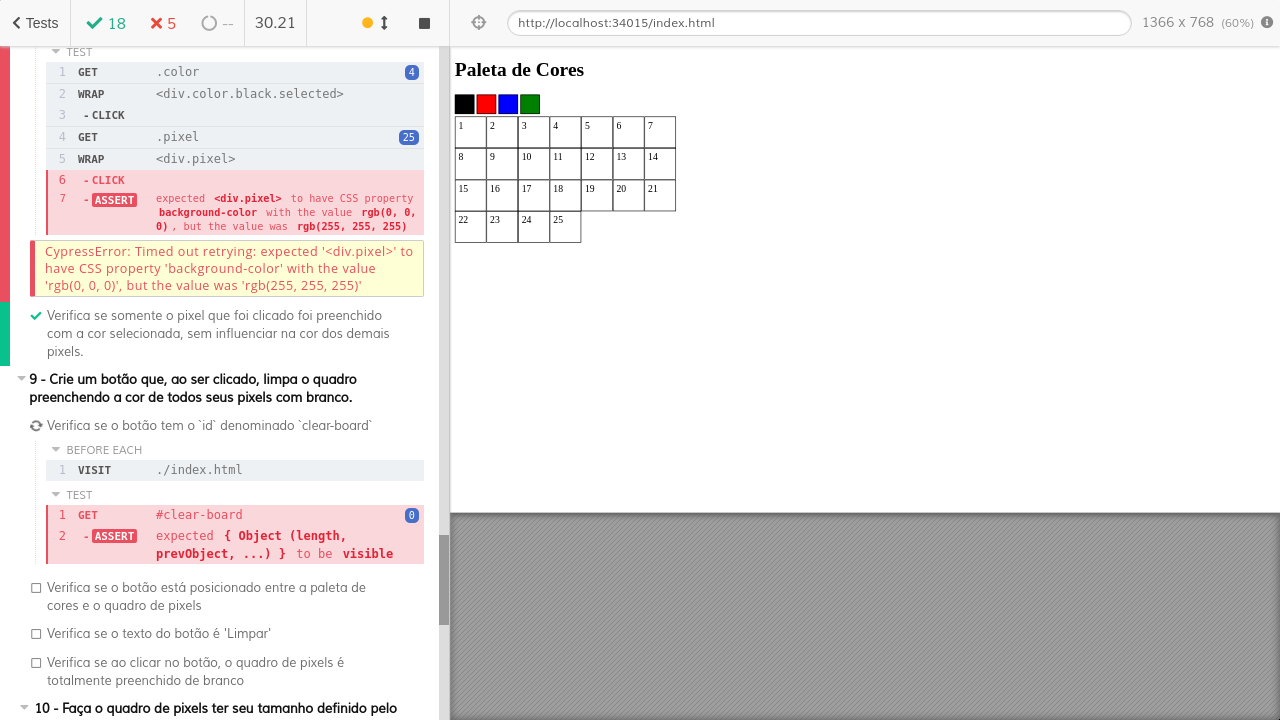 Tests
18
5
--
30.21
http://localhost:34015/index.html
1366 x 768 (60%)
TEST
1 GET .color 4
2 WRAP <div.color.black.selected>
3 - CLICK
4 GET .pixel 25
5 WRAP <div.pixel>
6 - CLICK
7 - ASSERT expected <div.pixel> to have CSS property
background-color with the value rgb(0, 0,
0) , but the value was rgb(255, 255, 255)
CypressError: Timed out retrying: expected '<div.pixel>' to
have CSS property 'background-color' with the value
'rgb(0, 0, 0)', but the value was 'rgb(255, 255, 255)'
Verifica se somente o pixel que foi clicado foi preenchido
com a cor selecionada, sem influenciar na cor dos demais
pixels.
9 - Crie um botão que, ao ser clicado, limpa o quadro
preenchendo a cor de todos seus pixels com branco.
Verifica se o botão tem o `id` denominado `clear-board`
BEFORE EACH
1 VISIT ./index.html
TEST
1 GET #clear-board 0
2 - ASSERT expected { Object (length,
prevObject, ...) } to be visible
Verifica se o botão está posicionado entre a paleta de
cores e o quadro de pixels
Verifica se o texto do botão é 'Limpar'
Verifica se ao clicar no botão, o quadro de pixels é
totalmente preenchido de branco
10 - Faça o quadro de pixels ter seu tamanho definido pelo
Paleta de Cores
1 2 3 4 5 6 7
8 9 10 11 12 13 14
15 16 17 18 19 20 21
22 23 24 25